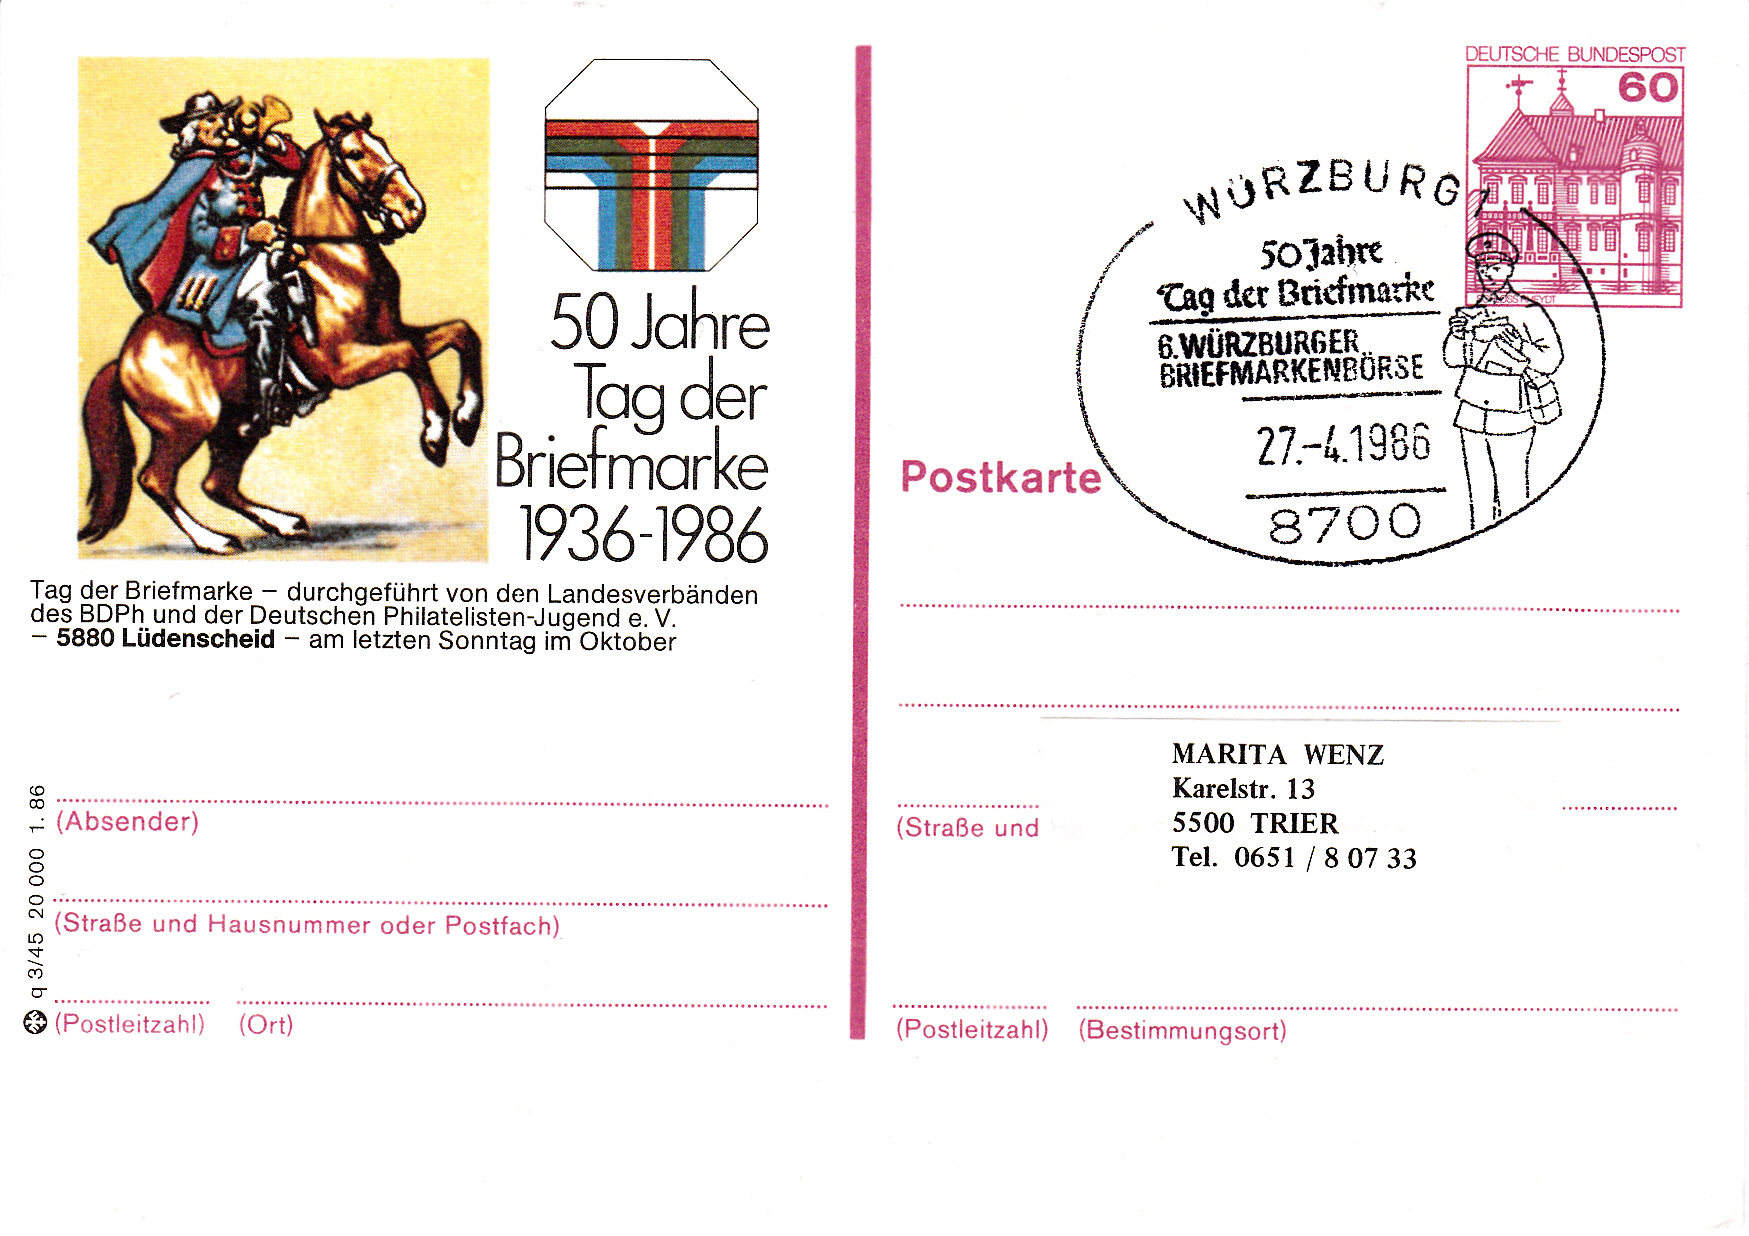 50 Jahre
Tag der
Briefmarke
1936-1986
Tag der Briefmarke – durchgeführt von den Landesverbänden
des BDPh und der Deutschen Philatelisten-Jugend e. V.
– 5880 Lüdenscheid – am letzten Sonntag im Oktober
(Absender)
(Straße und Hausnummer oder Postfach)
(Postleitzahl) (Ort)
q 3/45 20 000 1. 86
DEUTSCHE BUNDESPOST
60
WÜRZBURG 1
50 Jahre
Tag der Briefmarke
6. WÜRZBURGER
BRIEFMARKENBÖRSE
27.-4.1986
8700
Postkarte
MARITA WENZ
Karelstr. 13
5500 TRIER
Tel. 0651 / 8 07 33
(Straße und
(Postleitzahl) (Bestimmungsort)